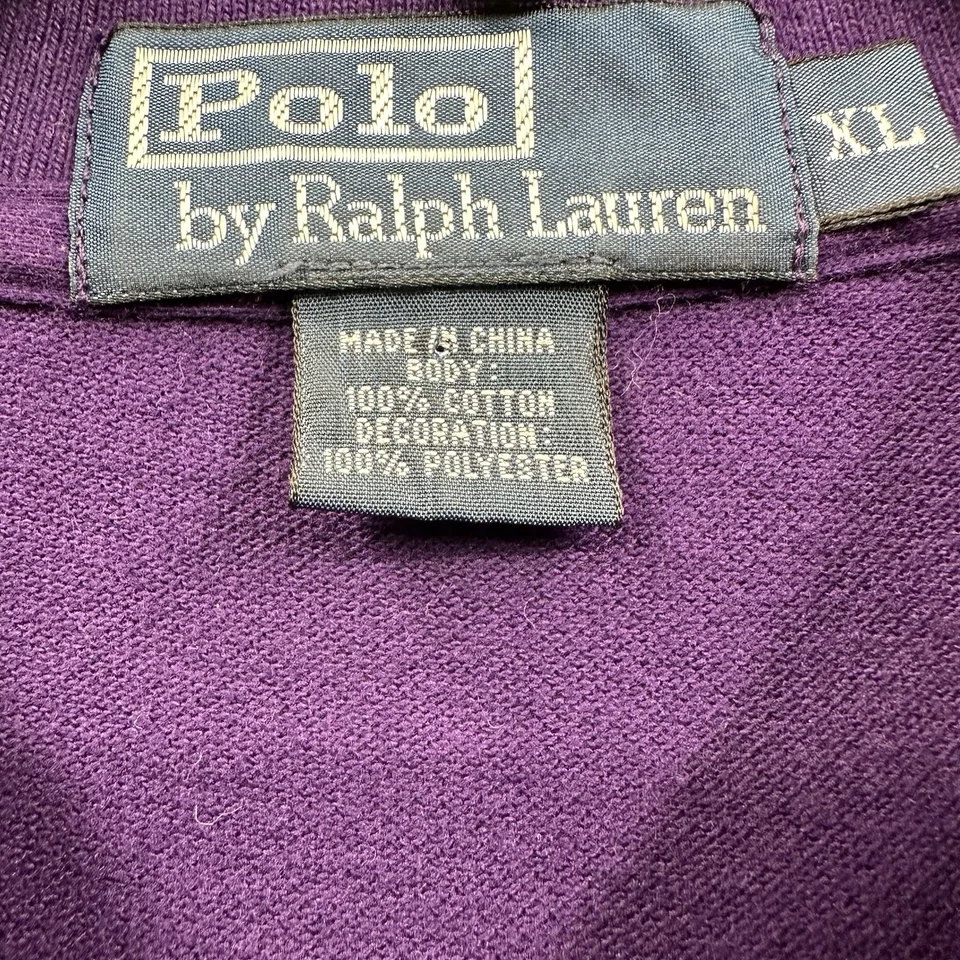 Polo
by Ralph Lauren
XL
MADE IN CHINA
BODY:
100% COTTON
DECORATION:
100% POLYESTER